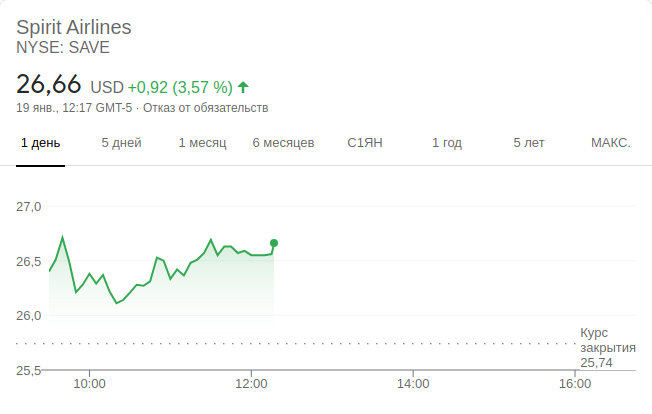 Spirit Airlines
NYSE: SAVE
26,66 USD +0,92 (3,57 %)
19 янв., 12:17 GMT-5 · Отказ от обязательств
1 день 5 дней 1 месяц 6 месяцев С1ЯН 1 год 5 лет МАКС.
27,0
26,5
26,0
Курс
закрытия
25,74
25,5
10:00 12:00 14:00 16:00